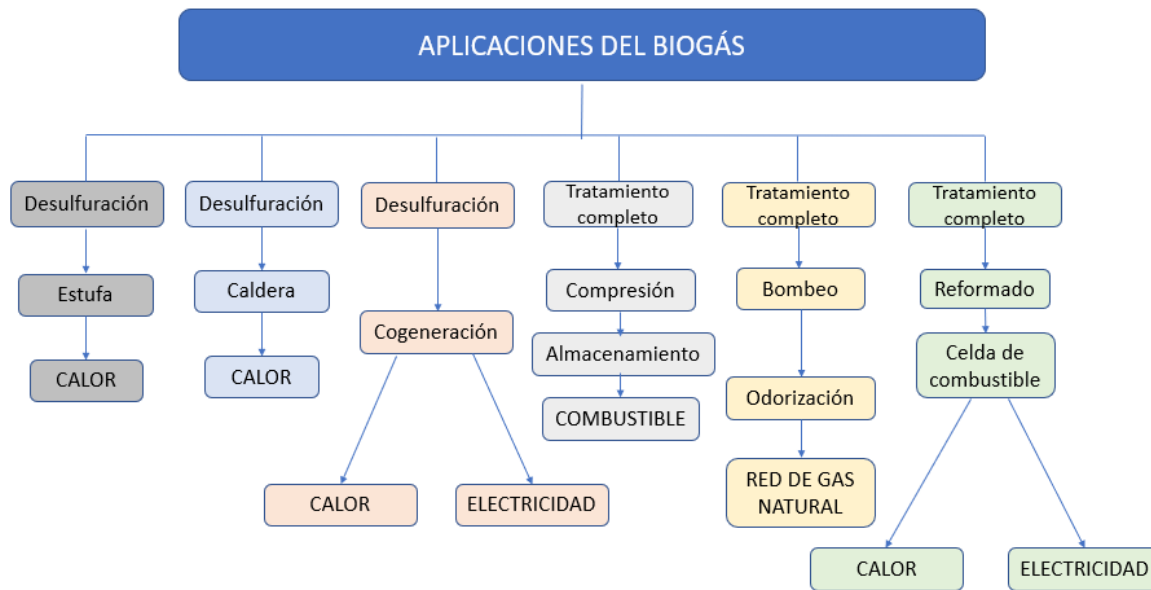 APLICACIONES DEL BIOGÁS
Desulfuración
Desulfuración
Desulfuración
Tratamiento
completo
Tratamiento
completo
Tratamiento
completo
Estufa
Caldera
Cogeneración
Compresión
Bombeo
Reformado
CALOR
CALOR
Almacenamiento
Celda de
combustible
COMBUSTIBLE
Odorización
CALOR
ELECTRICIDAD
RED DE GAS
NATURAL
CALOR
ELECTRICIDAD